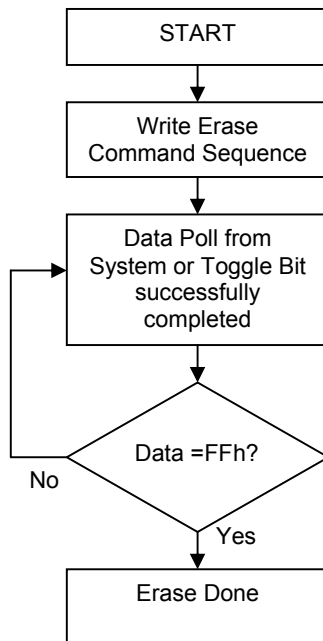 START
Write Erase
Command Sequence
Data Poll from
System or Toggle Bit
successfully
completed
Data =FFh?
No
Yes
Erase Done